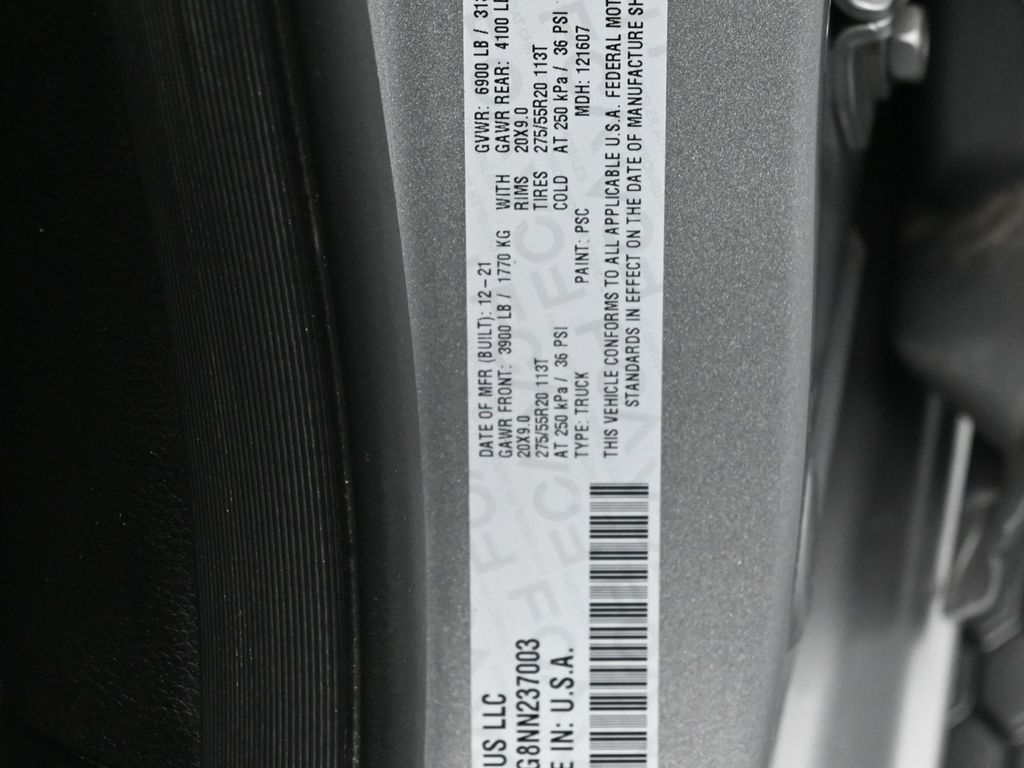 US LLC
G8NN237003
E IN: U.S.A.
DATE OF MFR (BUILT): 12-21 GVWR: 6900 LB / 313
GAWR FRONT: 3900 LB / 1770 KG WITH GAWR REAR: 4100 LB
20X9.0 RIMS 20X9.0
275/55R20 113T TIRES 275/55R20 113T
AT 250 kPa / 36 PSI COLD AT 250 kPa / 36 PSI
TYPE: TRUCK PAINT: PSC MDH: 121607
THIS VEHICLE CONFORMS TO ALL APPLICABLE U.S.A. FEDERAL MOT
STANDARDS IN EFFECT ON THE DATE OF MANUFACTURE SH